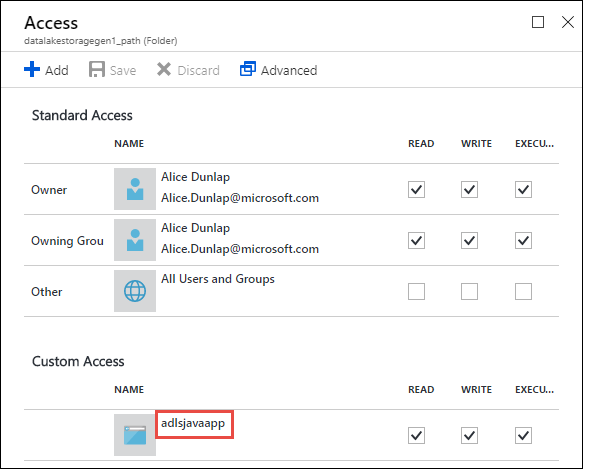 Access
datalakestoragegen1_path (Folder)
Add Save Discard Advanced
Standard Access
NAME READ WRITE EXECU...
Owner Alice Dunlap
Alice.Dunlap@microsoft.com
Owning Grou Alice Dunlap
Alice.Dunlap@microsoft.com
Other All Users and Groups
Custom Access
NAME READ WRITE EXECU...
adlsjavaapp